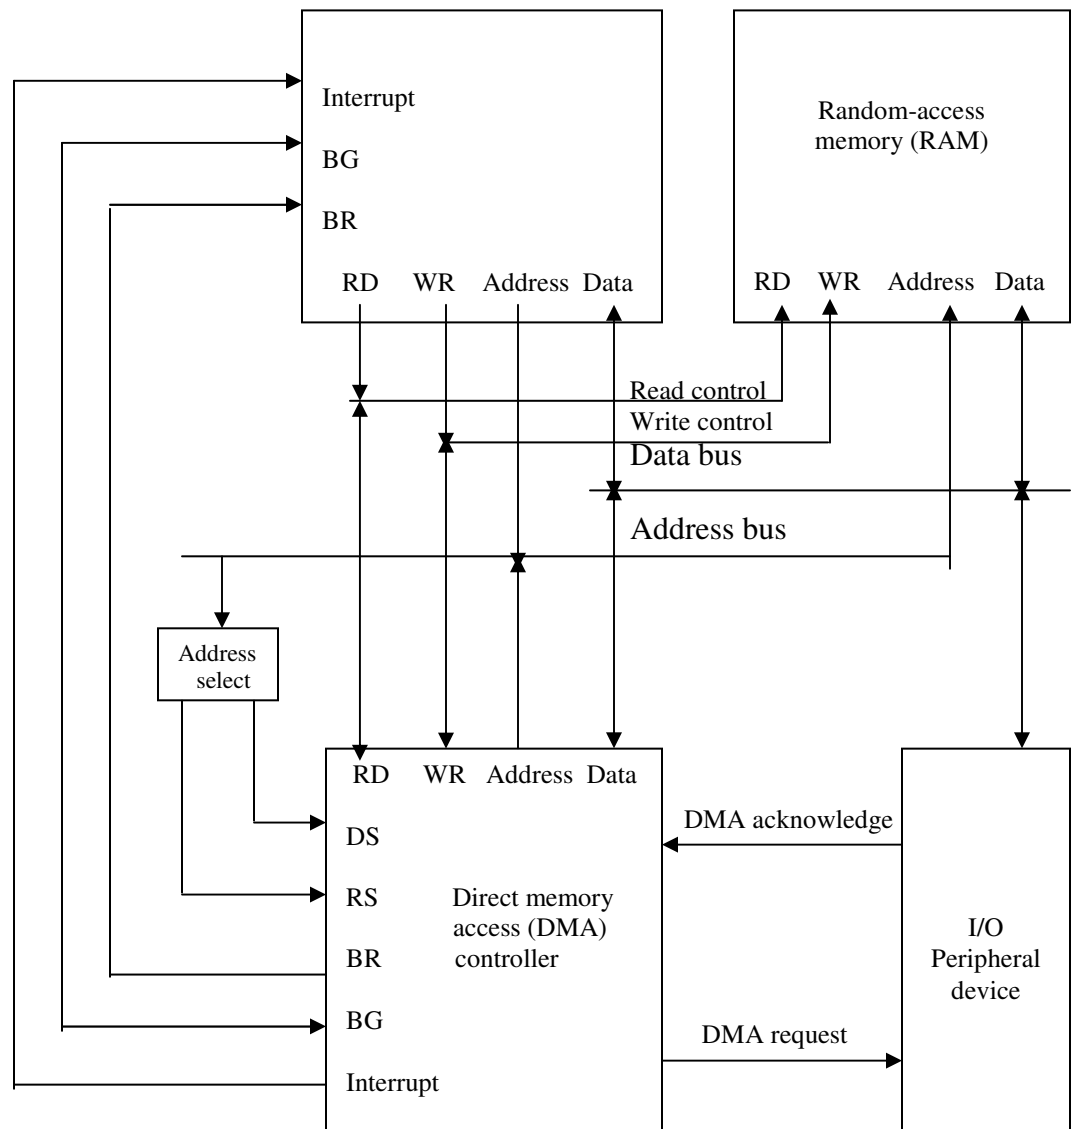 Interrupt
BG
BR
RD WR Address Data
Random-access
memory (RAM)
RD WR Address Data
Read control
Write control
Data bus
Address bus
Address
select
RD WR Address Data
DS
RS
BR
BG
Interrupt
Direct memory
access (DMA)
controller
DMA acknowledge
DMA request
I/O
Peripheral
device